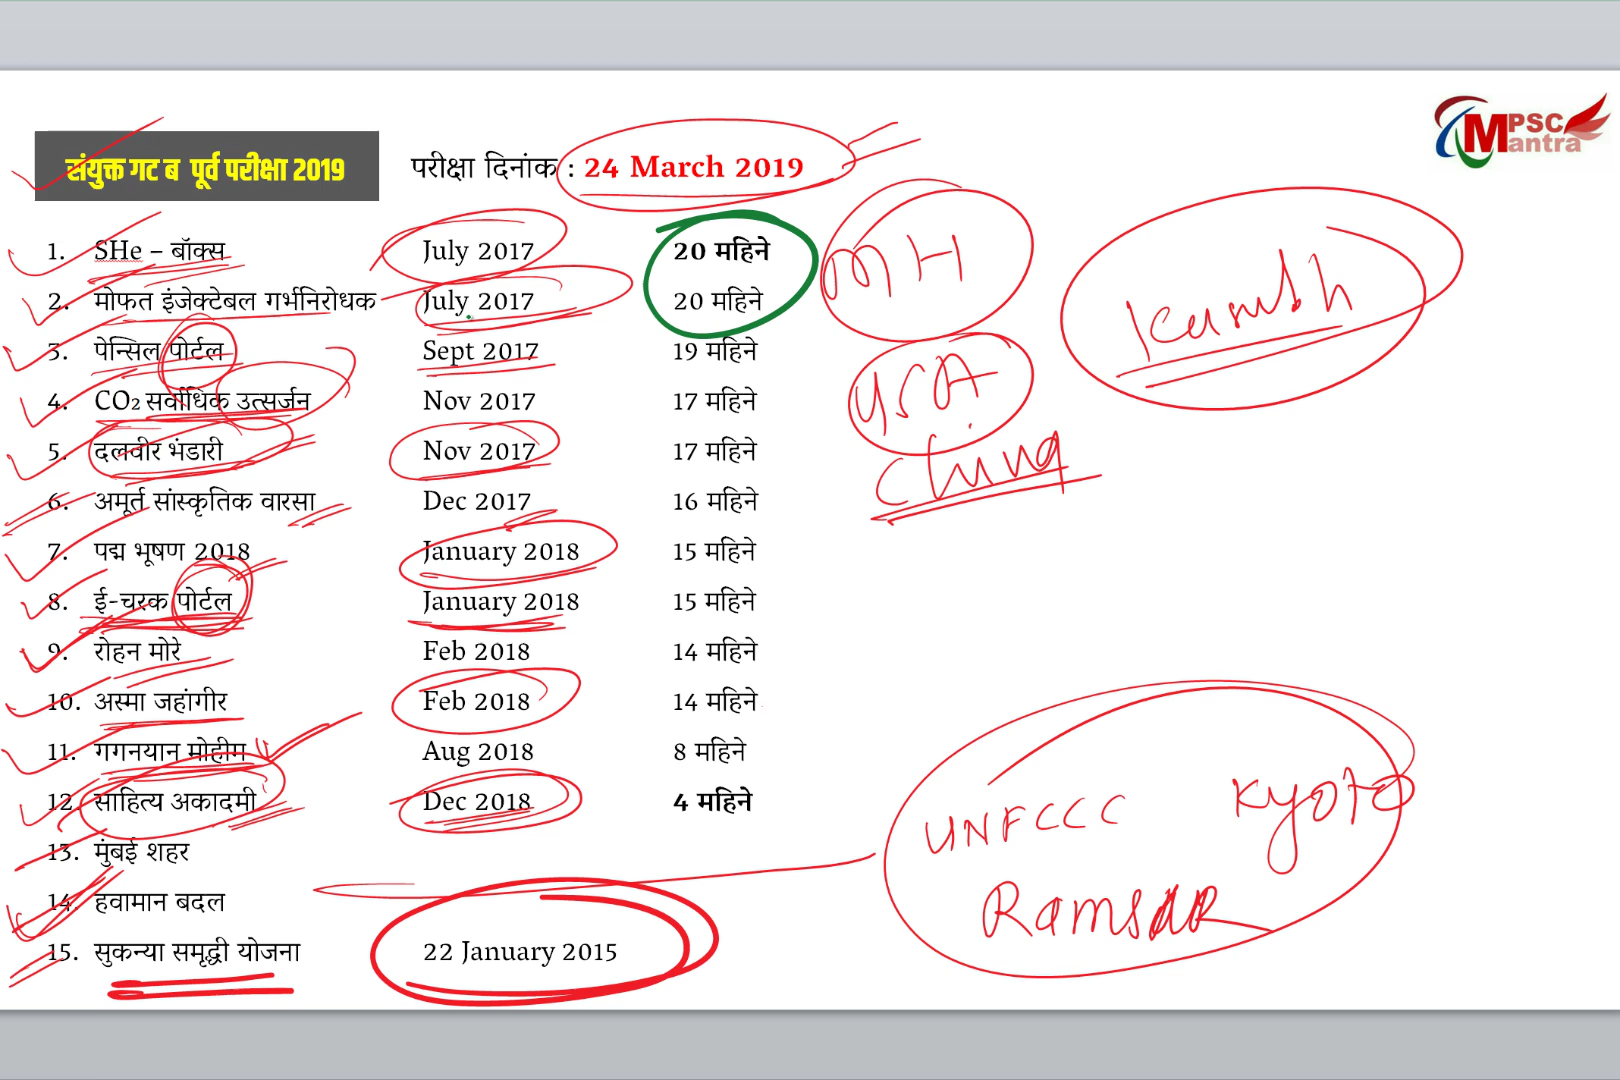 MPSC Mantra
संयुक्त गट ब पूर्व परीक्षा 2019 परीक्षा दिनांक : 24 March 2019
1. SHe – बॉक्स July 2017 20 महिने
2. मोफत इंजेक्टेबल गर्भनिरोधक July 2017 20 महिने
3. पेन्सिल पोर्टल Sept 2017 19 महिने
4. CO₂ सर्वाधिक उत्सर्जन Nov 2017 17 महिने
5. दलवीर भंडारी Nov 2017 17 महिने
6. अमूर्त सांस्कृतिक वारसा Dec 2017 16 महिने
7. पद्म भूषण 2018 January 2018 15 महिने
8. ई-चरक पोर्टल January 2018 15 महिने
9. रोहन मोरे Feb 2018 14 महिने
10. अस्मा जहांगीर Feb 2018 14 महिने
11. गगनयान मोहीम Aug 2018 8 महिने
12. साहित्य अकादमी Dec 2018 4 महिने
13. मुंबई शहर
14. हवामान बदल
15. सुकन्या समृद्धी योजना 22 January 2015
MH
Kumbh
USA
China
UNFCCC Kyoto
Ramsar